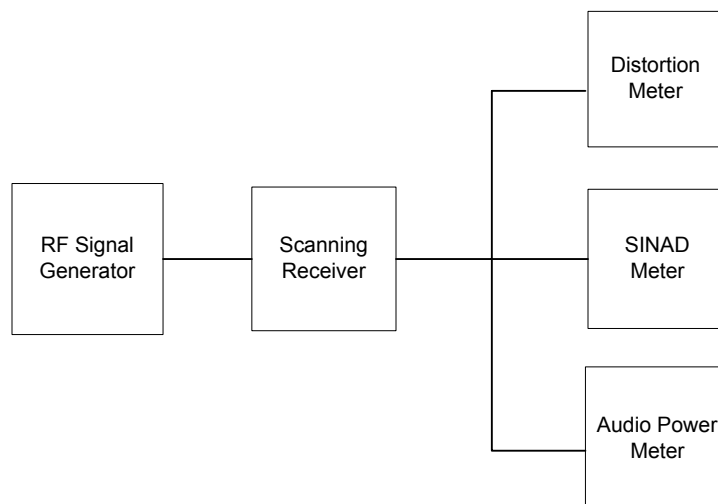 Distortion
Meter
RF Signal
Generator
Scanning
Receiver
SINAD
Meter
Audio Power
Meter